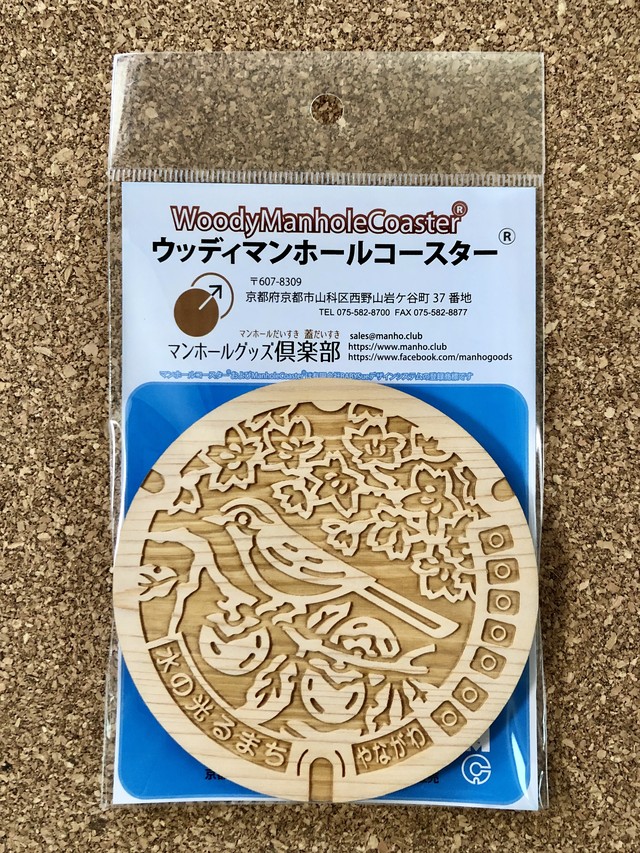 WoodyManholeCoaster®
ウッディマンホールコースター®
〒607-8309
京都府京都市山科区西野山岩ケ谷町 37 番地
TEL 075-582-8700 FAX 075-582-8877
マンホールだいすき 蓋だいすき
マンホールグッズ倶楽部
sales@manho.club
https://www.manho.club
https://www.facebook.com/manhogoods
水の光るまち
やながわ